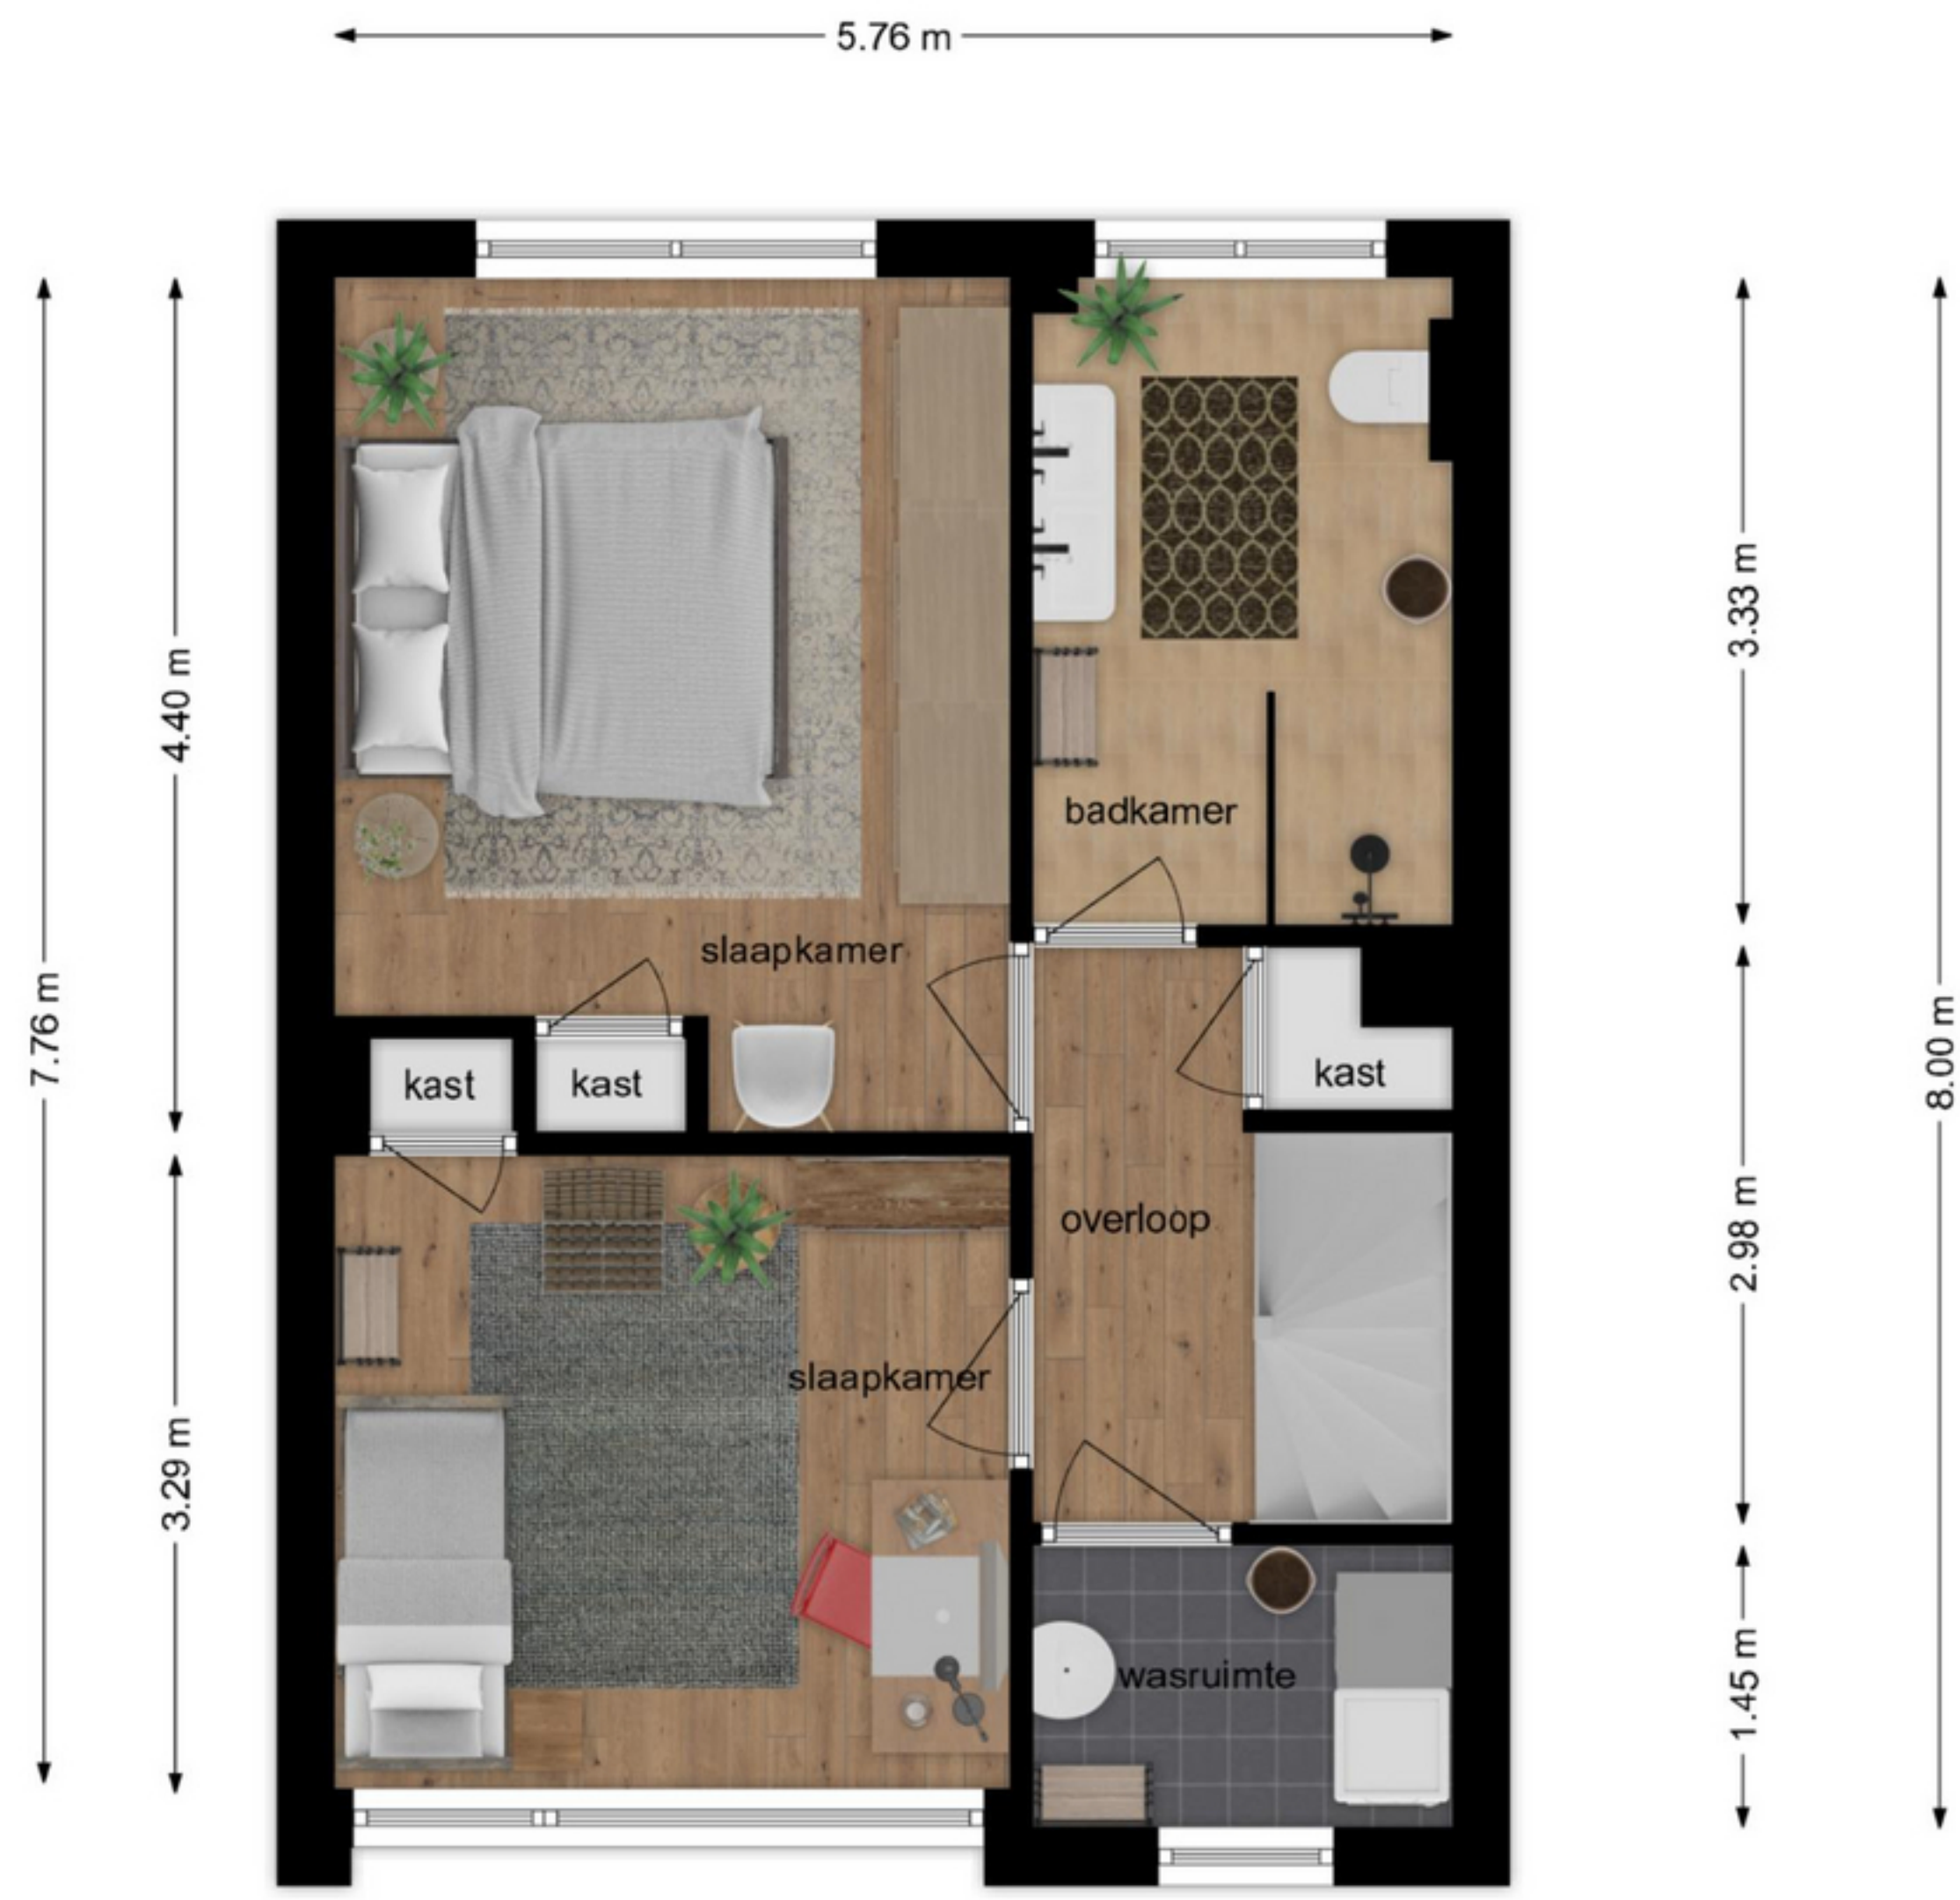 5.76 m
7.76 m
4.40 m
3.29 m
3.33 m
2.98 m
1.45 m
8.00 m
badkamer
slaapkamer
kast
kast
kast
overloop
slaapkamer
wasruimte